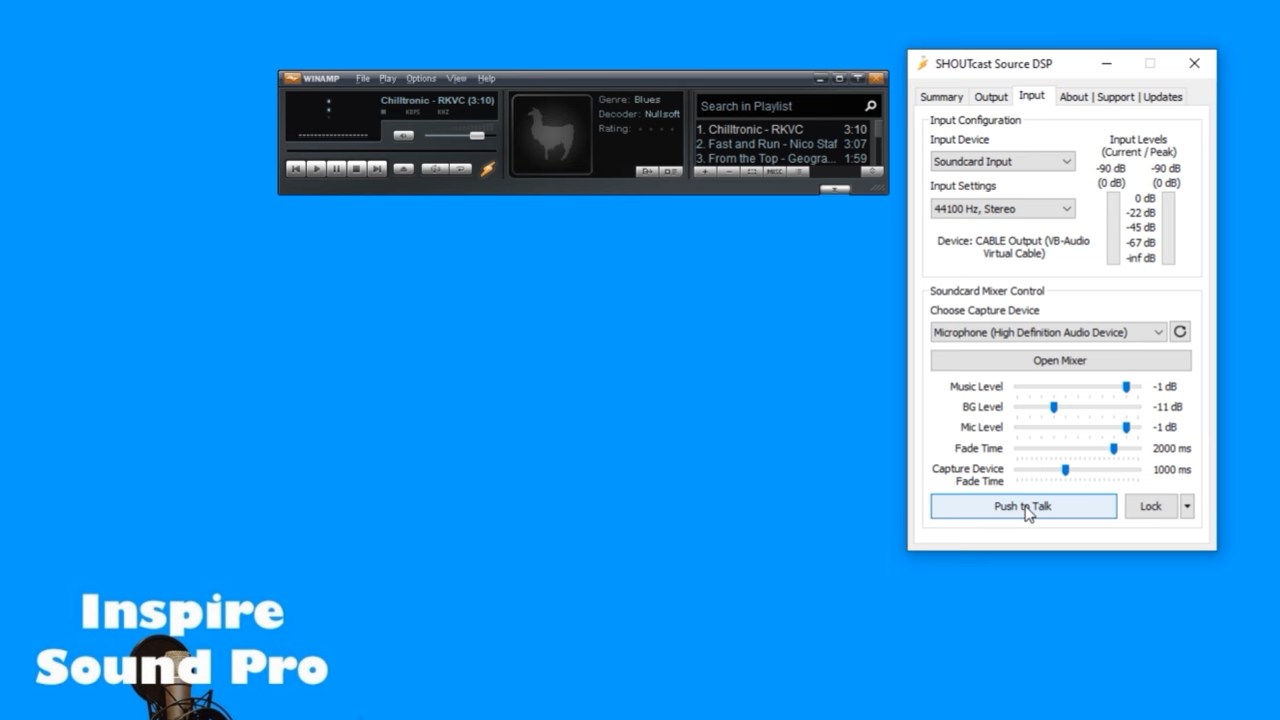 WINAMP File Play Options View Help
Chilltronic - RKVC (3:10)
KBPS KHZ
Genre: Blues
Decoder: Nullsoft
Rating:
Search in Playlist
1. Chilltronic - RKVC 3:10
2. Fast and Run - Nico Staf 3:07
3. From the Top - Geogra... 1:59
MISC
SHOUTcast Source DSP
Summary Output Input About | Support | Updates
Input Configuration
Input Device
Soundcard Input
Input Settings
44100 Hz, Stereo
Device: CABLE Output (VB-Audio
Virtual Cable)
Input Levels
(Current / Peak)
-90 dB -90 dB
(0 dB) (0 dB)
0 dB
-22 dB
-45 dB
-67 dB
-inf dB
Soundcard Mixer Control
Choose Capture Device
Microphone (High Definition Audio Device)
Open Mixer
Music Level -1 dB
BG Level -11 dB
Mic Level -1 dB
Fade Time 2000 ms
Capture Device
Fade Time 1000 ms
Push to Talk Lock
Inspire
Sound Pro